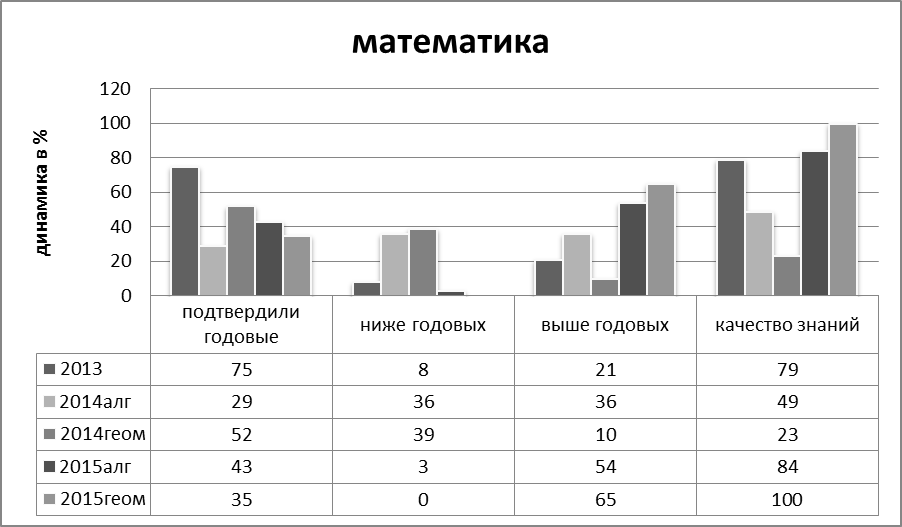 математика
динамика в %
120
100
80
60
40
20
0
подтвердили годовые ниже годовых выше годовых качество знаний
2013 75 8 21 79
2014алг 29 36 36 49
2014геом 52 39 10 23
2015алг 43 3 54 84
2015геом 35 0 65 100